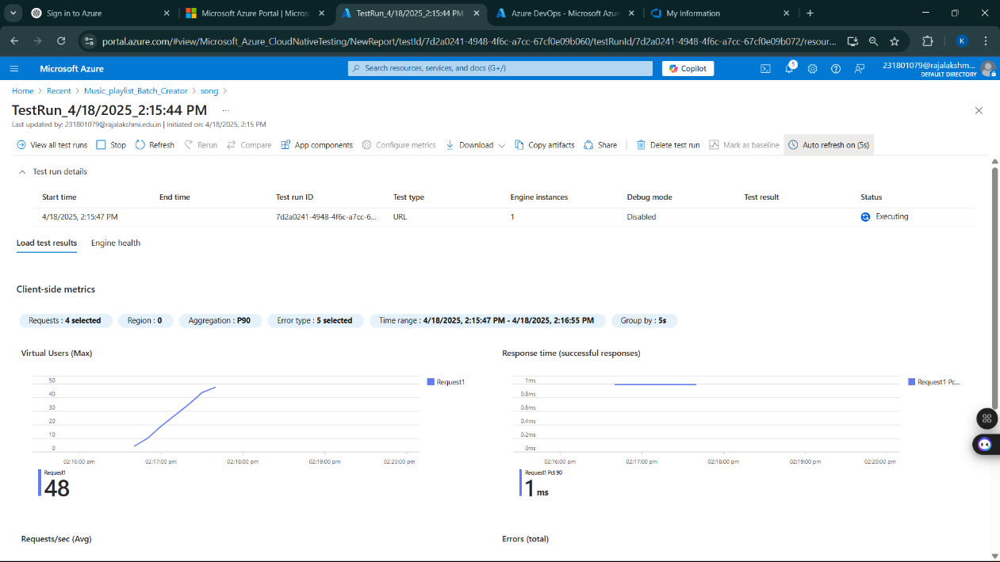 Sign in to Azure
Microsoft Azure Portal | Micros
TestRun_4/18/2025_2:15:44 PM
Azure DevOps - Microsoft Azur
My Information
portal.azure.com/#view/Microsoft_Azure_CloudNativeTesting/NewReport/testId/7d2a0241-4948-4f6c-a7cc-67cf0e09b060/testRunId/7d2a0241-4948-4f6c-a7cc-67cf0e09b072/resour...
K
Microsoft Azure
Search resources, services, and docs (G+/)
Copilot
5
231801079@rajalakshm...
DEFAULT DIRECTORY
Home > Recent > Music_playlist_Batch_Creator > song >
TestRun_4/18/2025_2:15:44 PM ...
Last updated by: 231801079@rajalakshmi.edu.in | Initiated on: 4/18/2025, 2:15 PM
View all test runs Stop Refresh Rerun Compare App components Configure metrics Download Copy artifacts Share Delete test run Mark as baseline Auto refresh on (5s)
Test run details
Start time End time Test run ID Test type Engine instances Debug mode Test result Status
4/18/2025, 2:15:47 PM 7d2a0241-4948-4f6c-a7cc-6... URL 1 Disabled Executing
Load test results Engine health
Client-side metrics
Requests : 4 selected Region : 0 Aggregation : P90 Error type : 5 selected Time range : 4/18/2025, 2:15:47 PM - 4/18/2025, 2:16:55 PM Group by : 5s
Virtual Users (Max)
50
40
30
20
10
0
02:16:00 pm 02:17:00 pm 02:18:00 pm 02:19:00 pm 02:20:00 pm
Request1
Request1
48
Response time (successful responses)
1ms
0.8ms
0.6ms
0.4ms
0.2ms
0ms
02:16:00 pm 02:17:00 pm 02:18:00 pm 02:19:00 pm 02:20:00 pm
Request1 Pc...
Request1 Pct 90
1 ms
Requests/sec (Avg)
Errors (total)